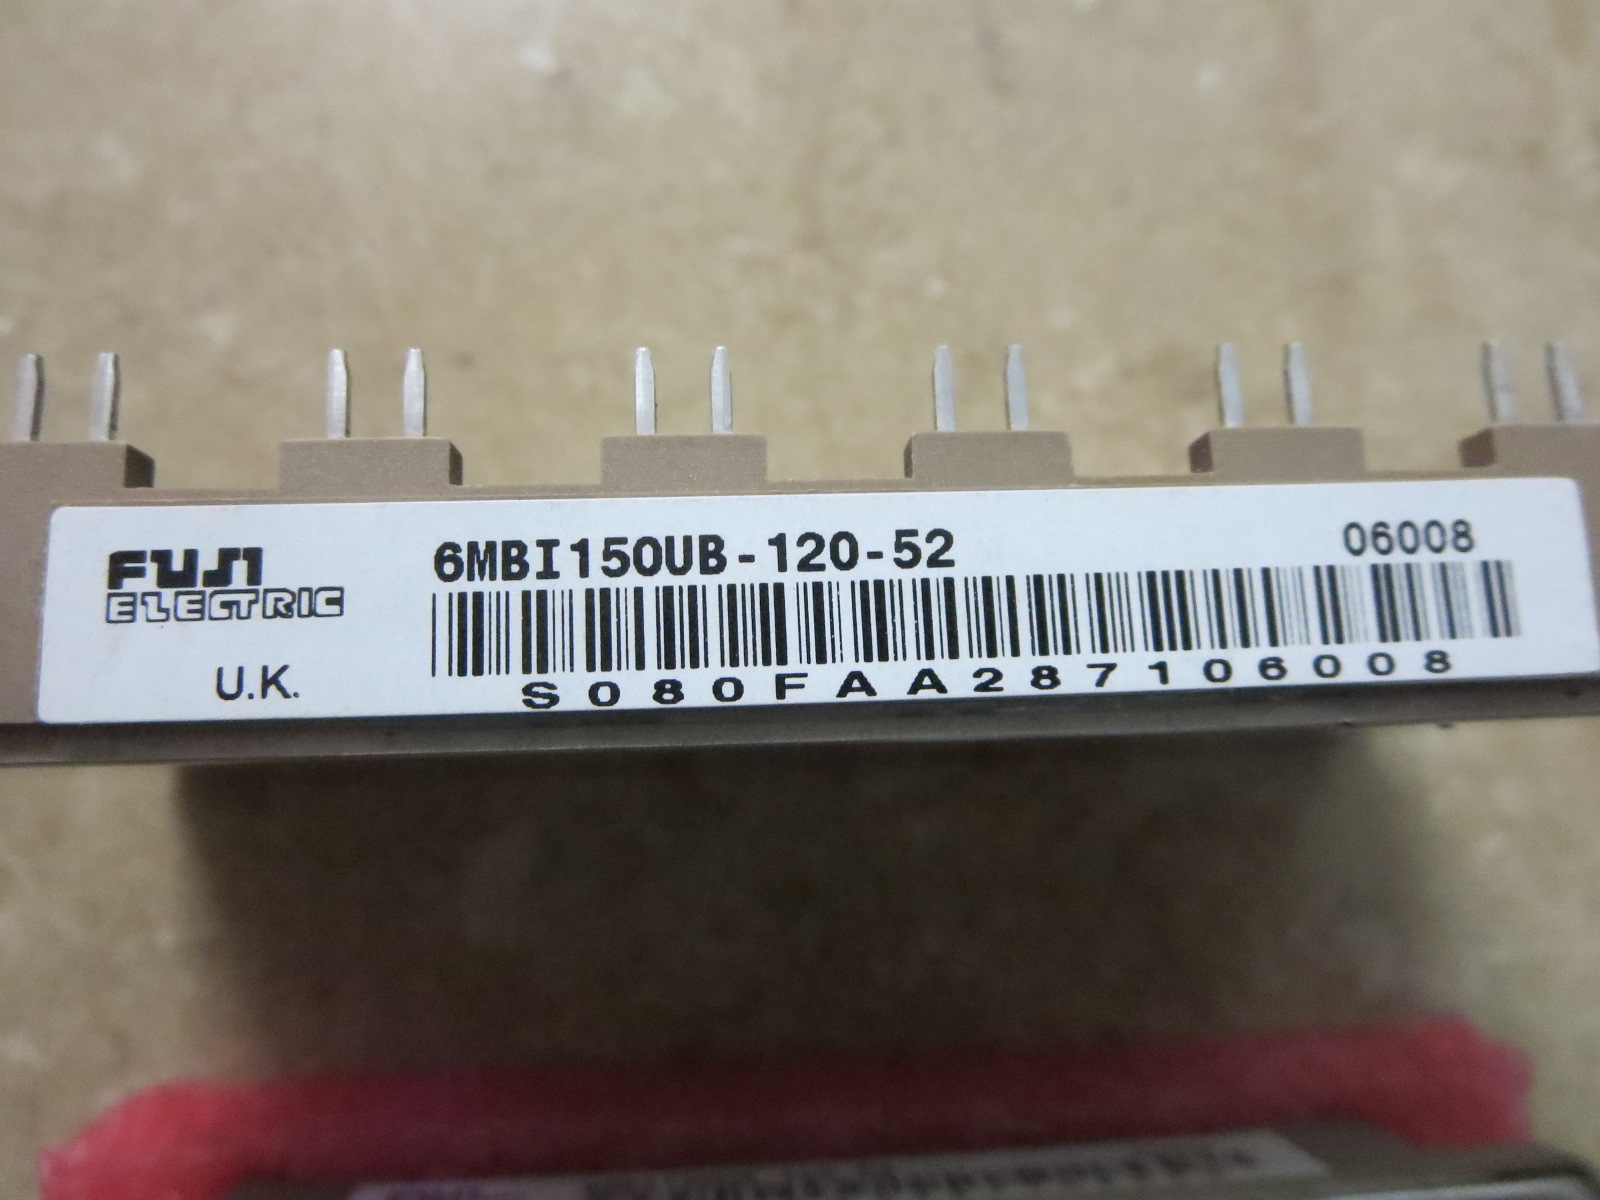 FUJI
ELECTRIC
U.K.
6MBI150UB-120-52
06008
S080FAA287106008